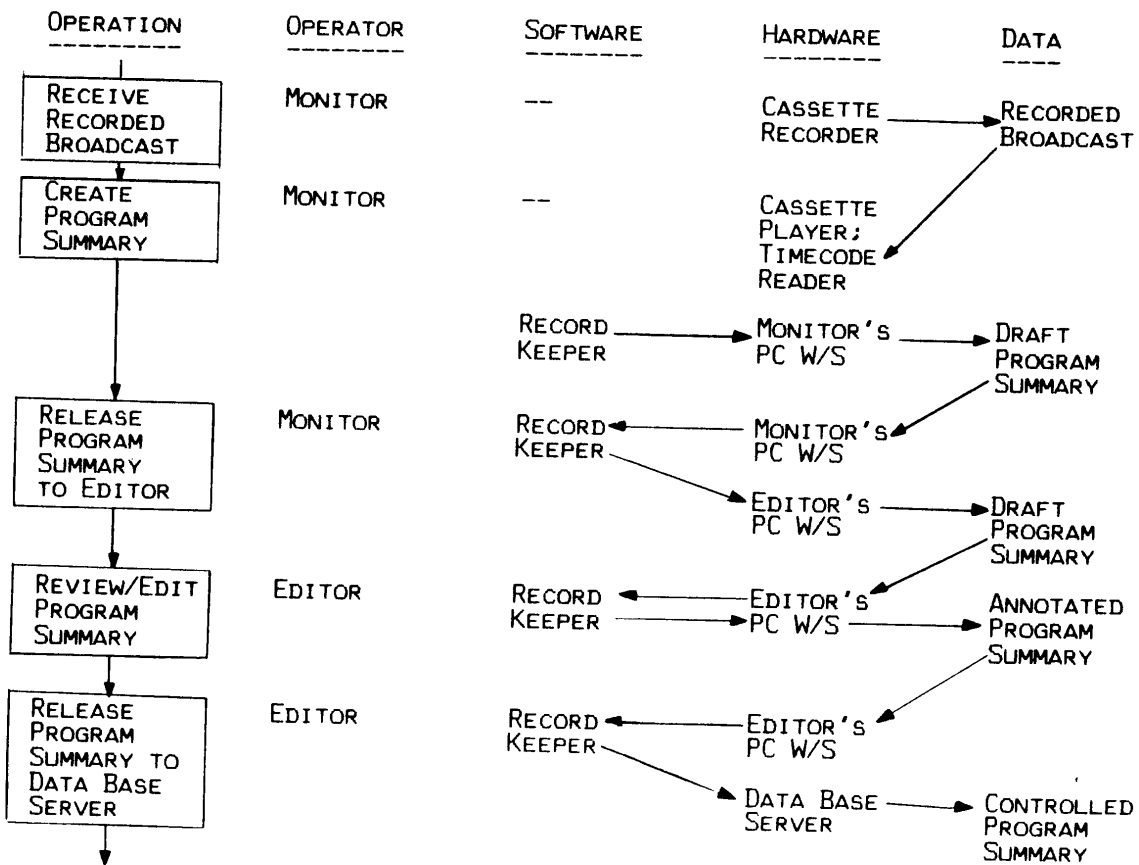 OPERATION OPERATOR SOFTWARE HARDWARE DATA
--------- -------- -------- -------- ----
RECEIVE MONITOR -- CASSETTE RECORDED
RECORDED RECORDER BROADCAST
BROADCAST
CREATE MONITOR -- CASSETTE
PROGRAM PLAYER;
SUMMARY TIMECODE
READER
RECORD MONITOR'S DRAFT
KEEPER PC W/S PROGRAM
SUMMARY
RELEASE MONITOR RECORD MONITOR'S
PROGRAM KEEPER PC W/S
SUMMARY
TO EDITOR EDITOR'S DRAFT
PC W/S PROGRAM
SUMMARY
REVIEW/EDIT EDITOR RECORD EDITOR'S ANNOTATED
PROGRAM KEEPER PC W/S PROGRAM
SUMMARY SUMMARY
RELEASE EDITOR RECORD EDITOR'S
PROGRAM KEEPER PC W/S
SUMMARY TO
DATA BASE DATA BASE CONTROLLED
SERVER SERVER PROGRAM
SUMMARY